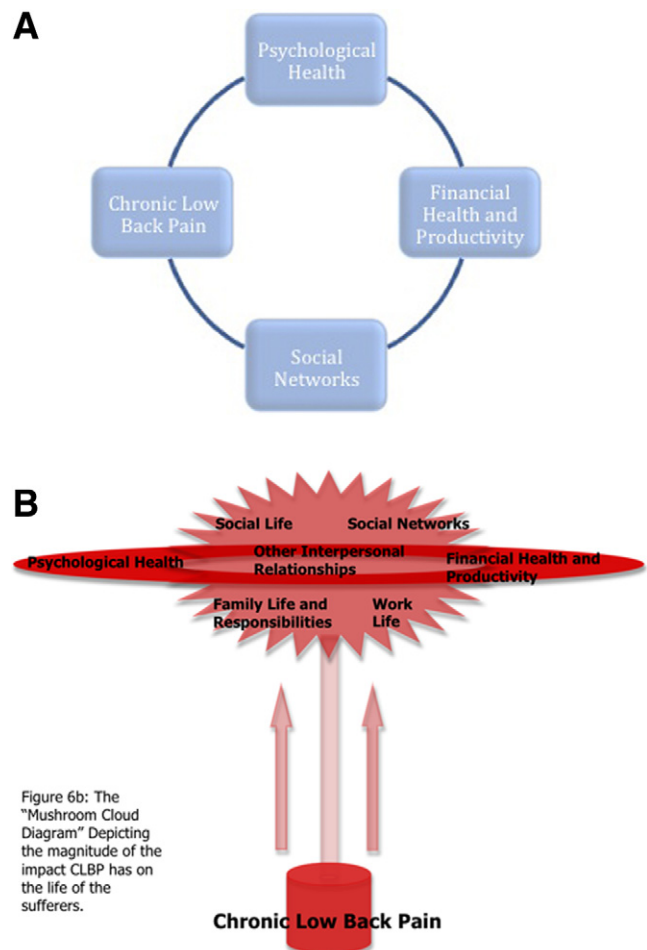 A
Psychological
Health
Chronic Low
Back Pain
Financial
Health and
Productivity
Social
Networks
B
Social Life
Social Networks
Psychological Health
Other Interpersonal
Relationships
Financial Health and
Productivity
Family Life and
Responsibilities
Work
Life
Figure 6b: The
“Mushroom Cloud
Diagram” Depicting
the magnitude of the
impact CLBP has on
the life of the
sufferers.
Chronic Low Back Pain